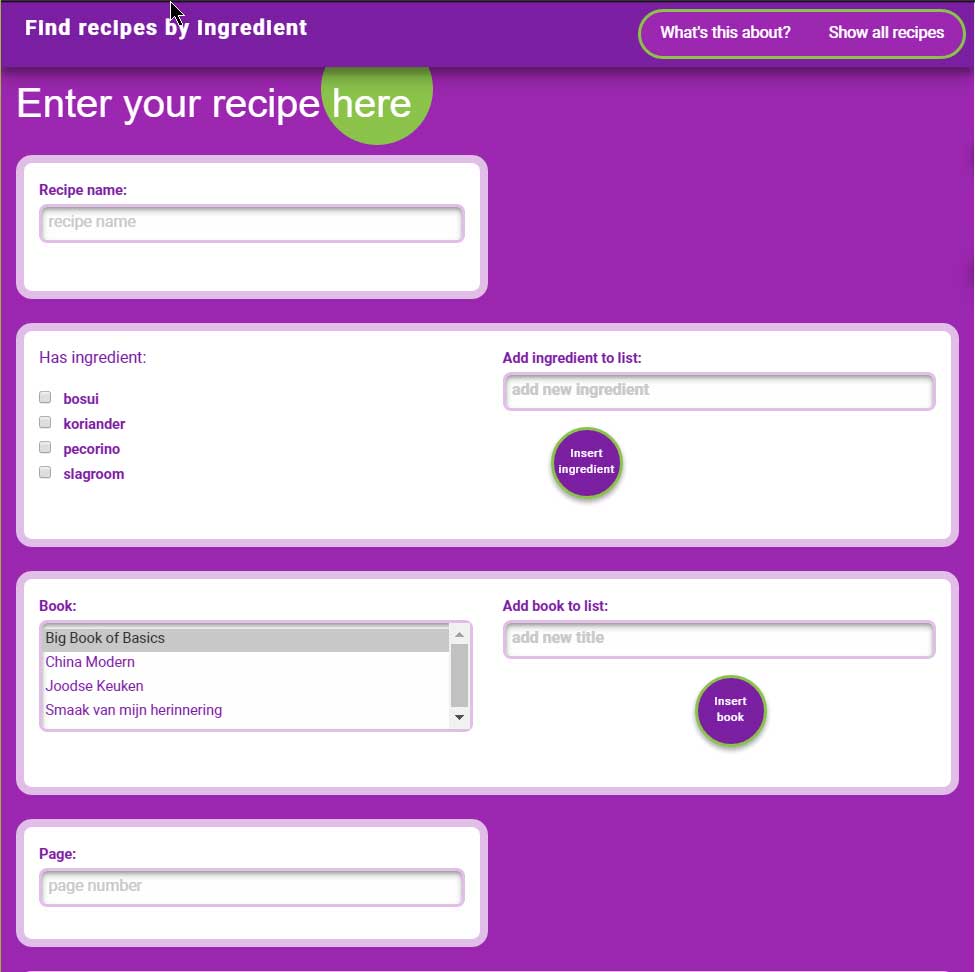 Find recipes by ingredient
What's this about? Show all recipes
Enter your recipe here
Recipe name:
recipe name
Has ingredient:
bosui
koriander
pecorino
slagroom
Add ingredient to list:
add new ingredient
Insert
ingredient
Book:
Big Book of Basics
China Modern
Joodse Keuken
Smaak van mijn herinnering
Add book to list:
add new title
Insert
book
Page:
page number